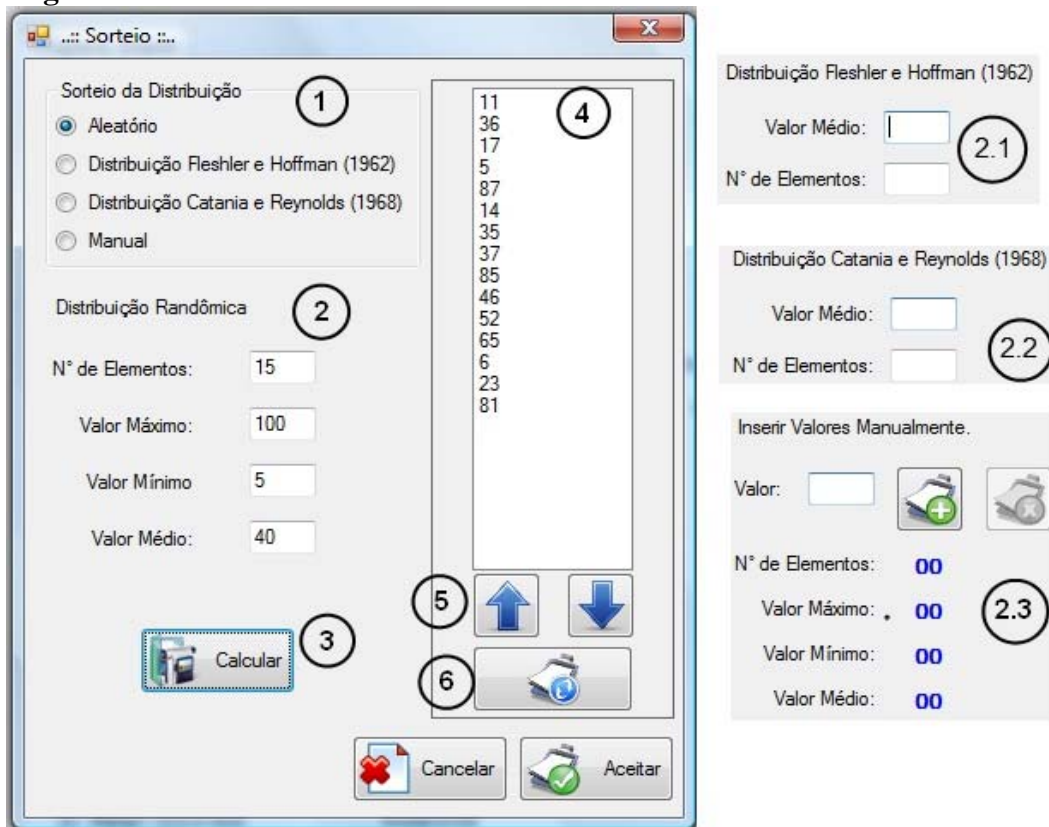 ..:: Sorteio ::..
Sorteio da Distribuição
1
Aleatório
Distribuição Fleshler e Hoffman (1962)
Distribuição Catania e Reynolds (1968)
Manual
Distribuição Randômica
2
N° de Elementos: 15
Valor Máximo: 100
Valor Mínimo 5
Valor Médio: 40
Calcular
3
4
11
36
17
5
87
14
35
37
85
46
52
65
6
23
81
5
6
Cancelar
Aceitar
Distribuição Fleshler e Hoffman (1962)
Valor Médio:
2.1
N° de Elementos:
Distribuição Catania e Reynolds (1968)
Valor Médio:
2.2
N° de Elementos:
Inserir Valores Manualmente.
Valor:
N° de Elementos: 00
Valor Máximo: . 00
2.3
Valor Mínimo: 00
Valor Médio: 00